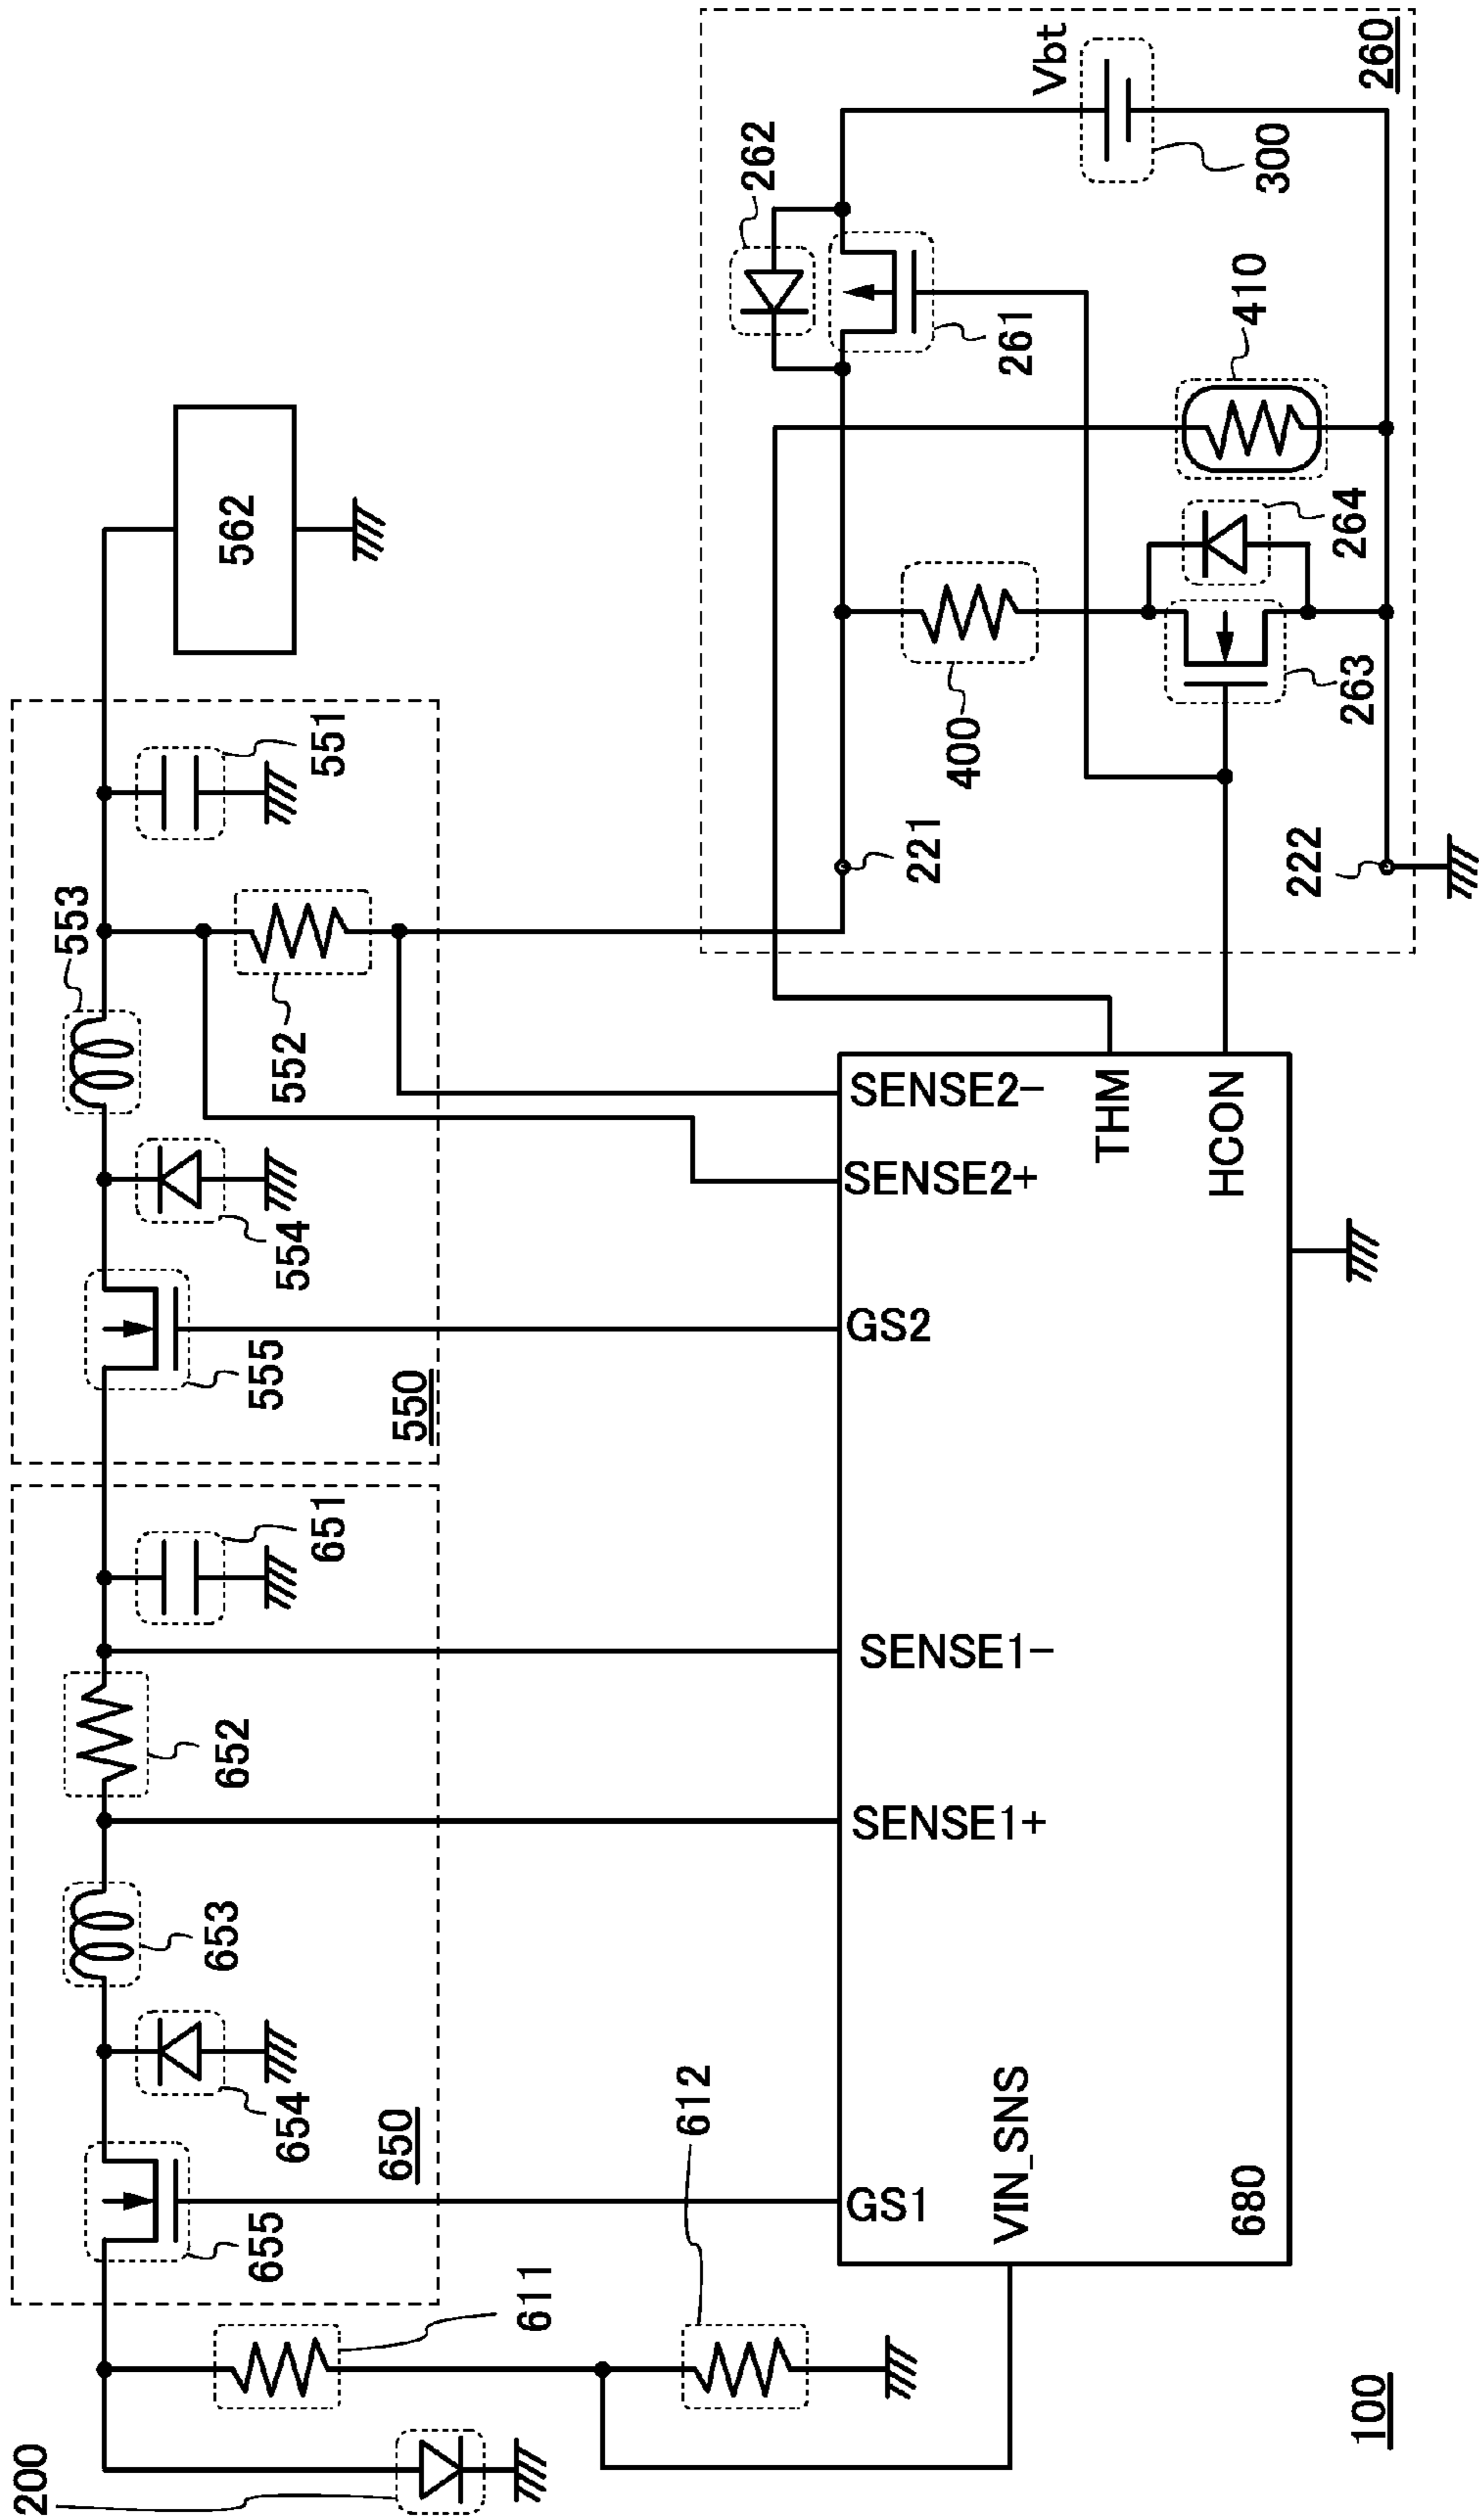 200
611
612
655
654
653
652
651
650
555
554
553
552
551
550
562
GS1
SENSE1+
SENSE1-
GS2
SENSE2+
SENSE2-
VIN_SNS
THM
HCON
680
221
222
400
263
264
410
261
262
Vbt
300
260
100